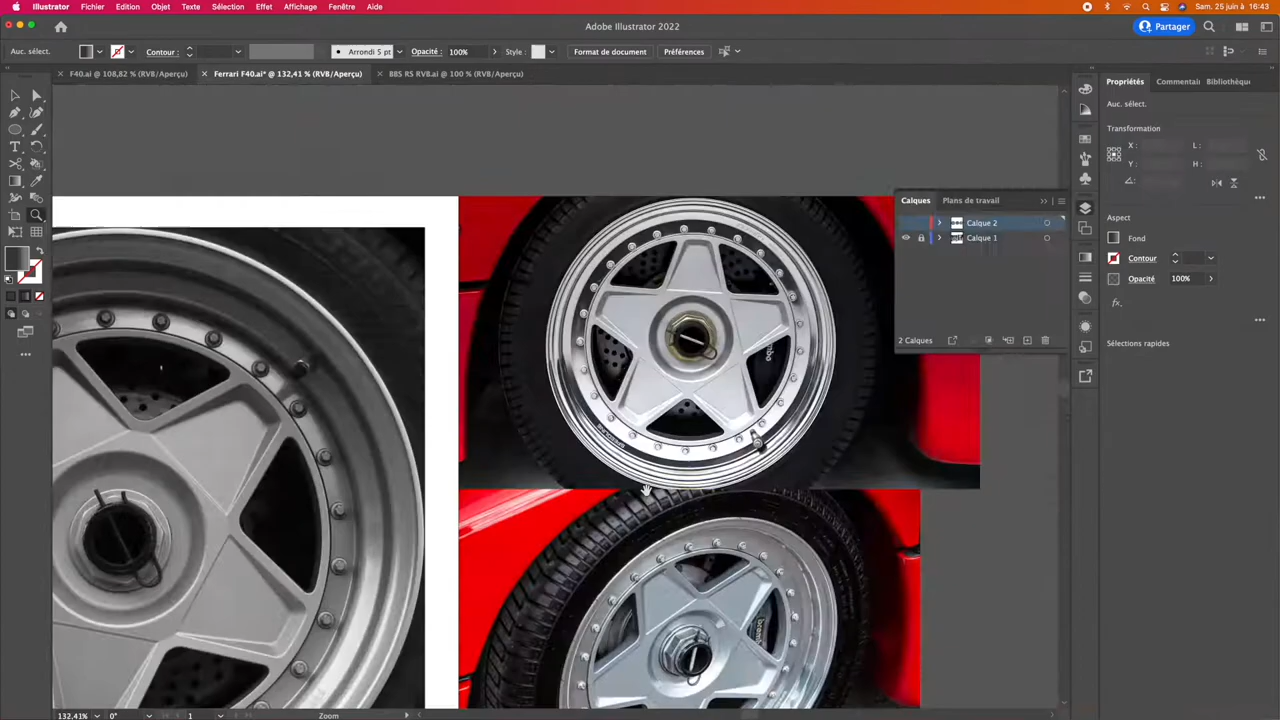 Illustrator Fichier Edition Objet Texte Sélection Effet Affichage Fenêtre Aide Sam. 25 juin à 16:43
Adobe Illustrator 2022 Partager
Auc. sélect. Contour : Arrondi 5 pt Opacité : 100% Style : Format de document Préférences
× F40.ai @ 108,82 % (RVB/Aperçu) × Ferrari F40.ai* @ 132,41 % (RVB/Aperçu) × BBS RS RVB.ai @ 100 % (RVB/Aperçu)
Propriétés Commentai Bibliothèque
Auc. sélect.
Transformation
X : L :
Y : H :
Aspect
Fond
Contour
Opacité 100%
fx.
Sélections rapides
Calques Plans de travail
Calque 2
Calque 1
2 Calques
brembo
132,41% 0° 1 Zoom